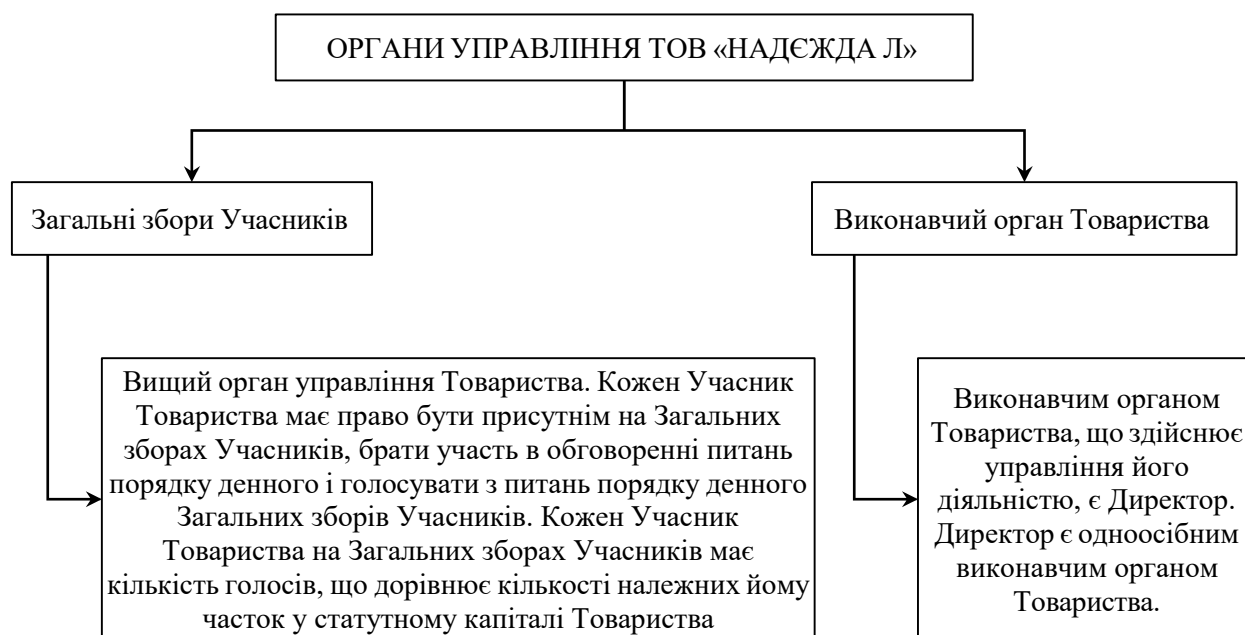 ОРГАНИ УПРАВЛІННЯ ТОВ «НАДЄЖДА Л»
Загальні збори Учасників
Виконавчий орган Товариства
Вищий орган управління Товариства. Кожен Учасник
Товариства має право бути присутнім на Загальних
зборах Учасників, брати участь в обговоренні питань
порядку денного і голосувати з питань порядку денного
Загальних зборів Учасників. Кожен Учасник
Товариства на Загальних зборах Учасників має
кількість голосів, що дорівнює кількості належних йому
часток у статутному капіталі Товариства
Виконавчим органом
Товариства, що здійснює
управління його
діяльністю, є Директор.
Директор є одноосібним
виконавчим органом
Товариства.